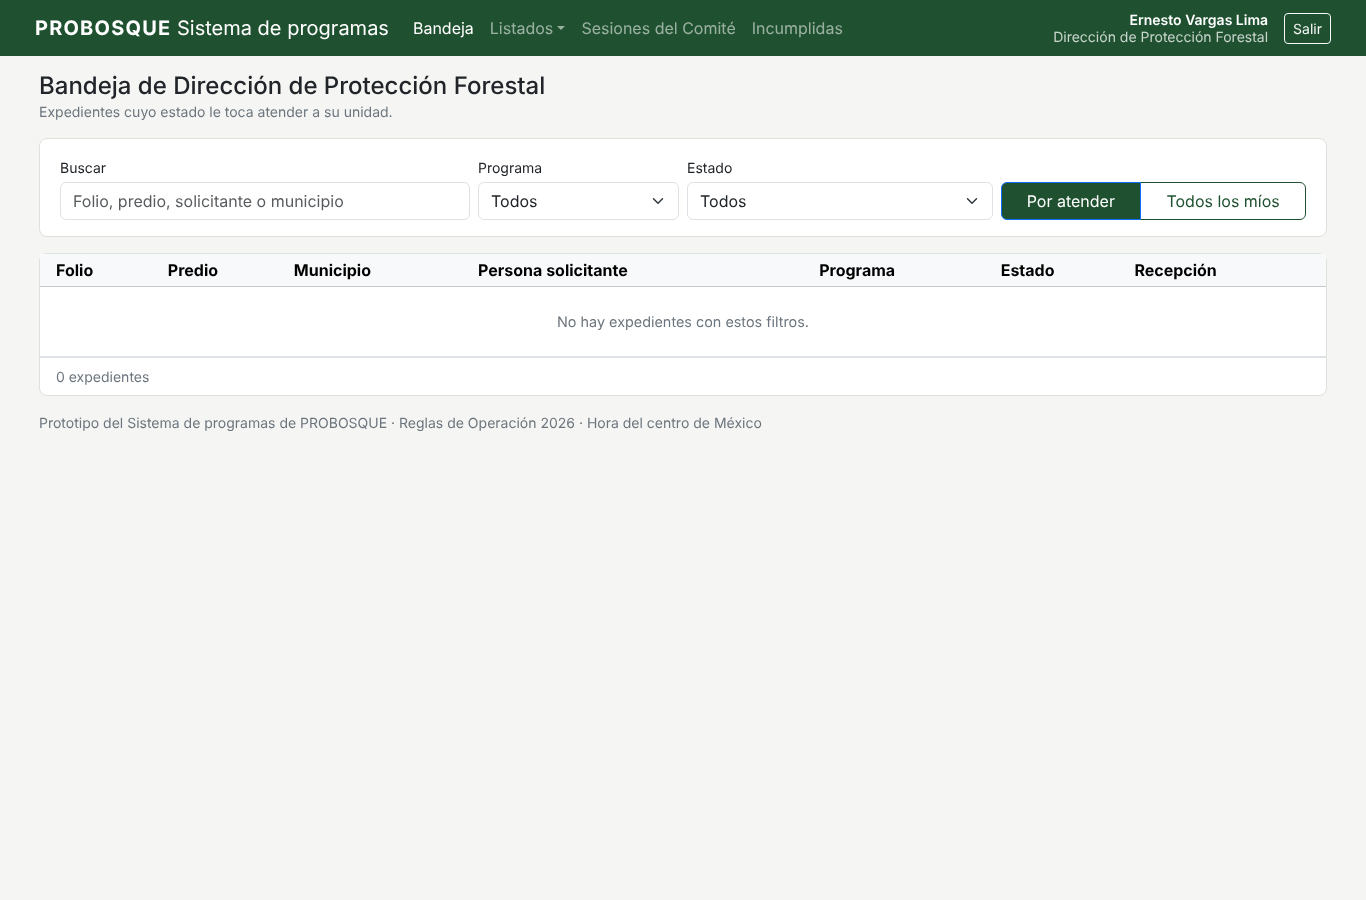 PROBOSQUE Sistema de programas
Bandeja
Listados
Sesiones del Comité
Incumplidas
Ernesto Vargas Lima
Dirección de Protección Forestal
Salir
Bandeja de Dirección de Protección Forestal
Expedientes cuyo estado le toca atender a su unidad.
Buscar
Programa
Estado
Folio, predio, solicitante o municipio
Todos
Todos
Por atender
Todos los míos
Folio
Predio
Municipio
Persona solicitante
Programa
Estado
Recepción
No hay expedientes con estos filtros.
0 expedientes
Prototipo del Sistema de programas de PROBOSQUE · Reglas de Operación 2026 · Hora del centro de México